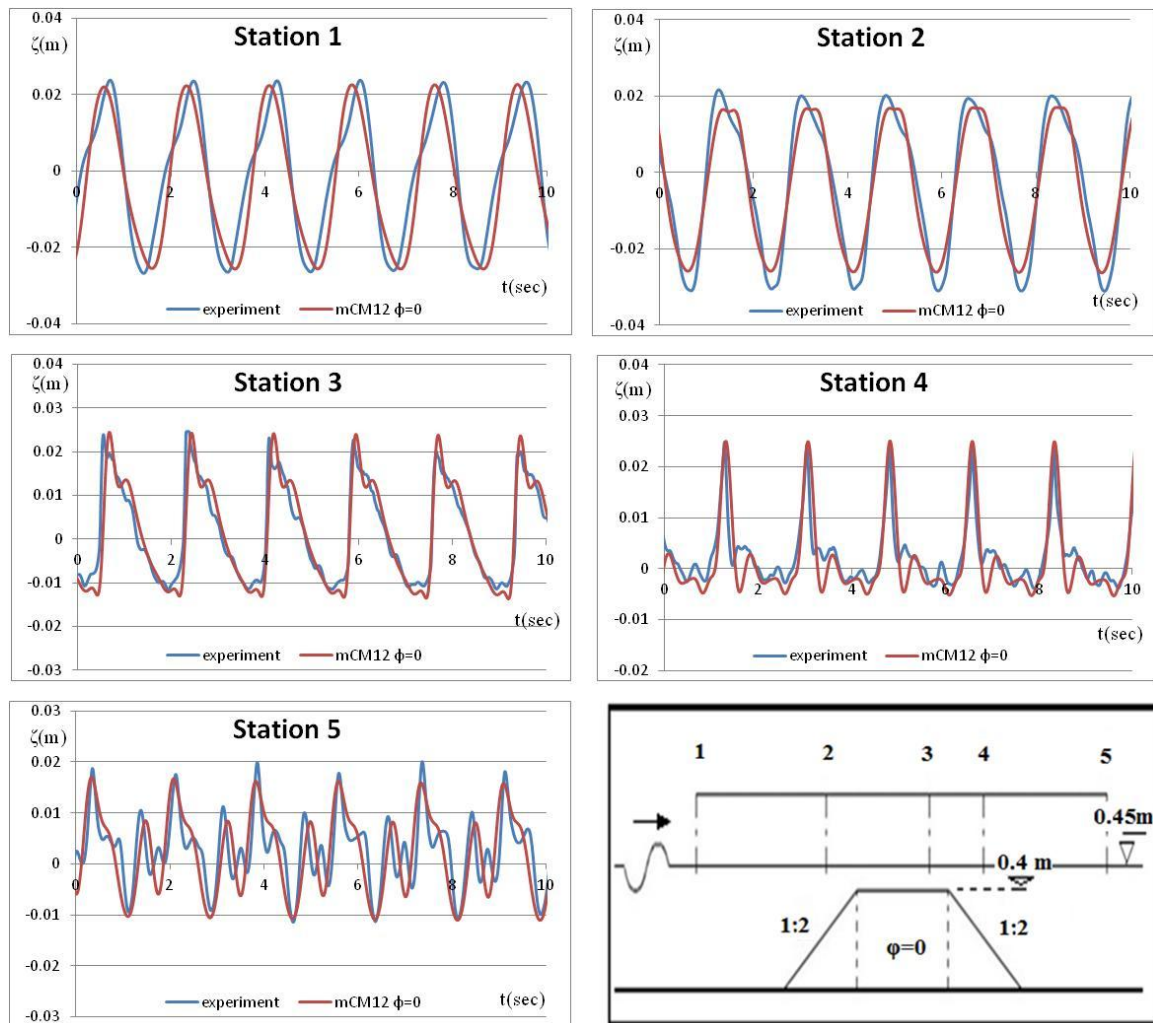 Station 1
ζ(m)
0.04
0.02
0
-0.02
-0.04
0 2 4 6 8 10
t(sec)
experiment mCM12 ϕ=0
Station 2
ζ(m)
0.04
0.02
0
-0.02
-0.04
0 2 4 6 8 10
t(sec)
experiment mCM12 ϕ=0
Station 3
ζ(m)
0.04
0.03
0.02
0.01
0
-0.01
-0.02
-0.03
0 2 4 6 8 10
t(sec)
experiment mCM12 ϕ=0
Station 4
ζ(m)
0.04
0.03
0.02
0.01
0
-0.01
-0.02
0 2 4 6 8 10
t(sec)
experiment mCM12 ϕ=0
Station 5
ζ(m)
0.03
0.02
0.01
0
-0.01
-0.02
-0.03
0 2 4 6 8 10
t(sec)
experiment mCM12 ϕ=0
1 2 3 4 5
0.45m
0.4 m
1:2 φ=0 1:2